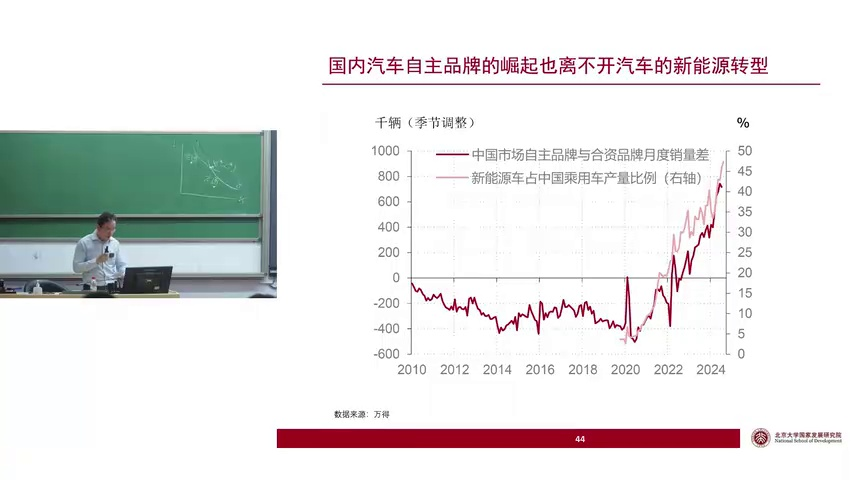 国内汽车自主品牌的崛起也离不开汽车的新能源转型
千辆（季节调整）
%
中国市场自主品牌与合资品牌月度销量差
新能源车占中国乘用车产量比例（右轴）
1000
800
600
400
200
0
-200
-400
-600
50
45
40
35
30
25
20
15
10
5
0
2010 2012 2014 2016 2018 2020 2022 2024
数据来源：万得
44
北京大学国家发展研究院
National School of Development